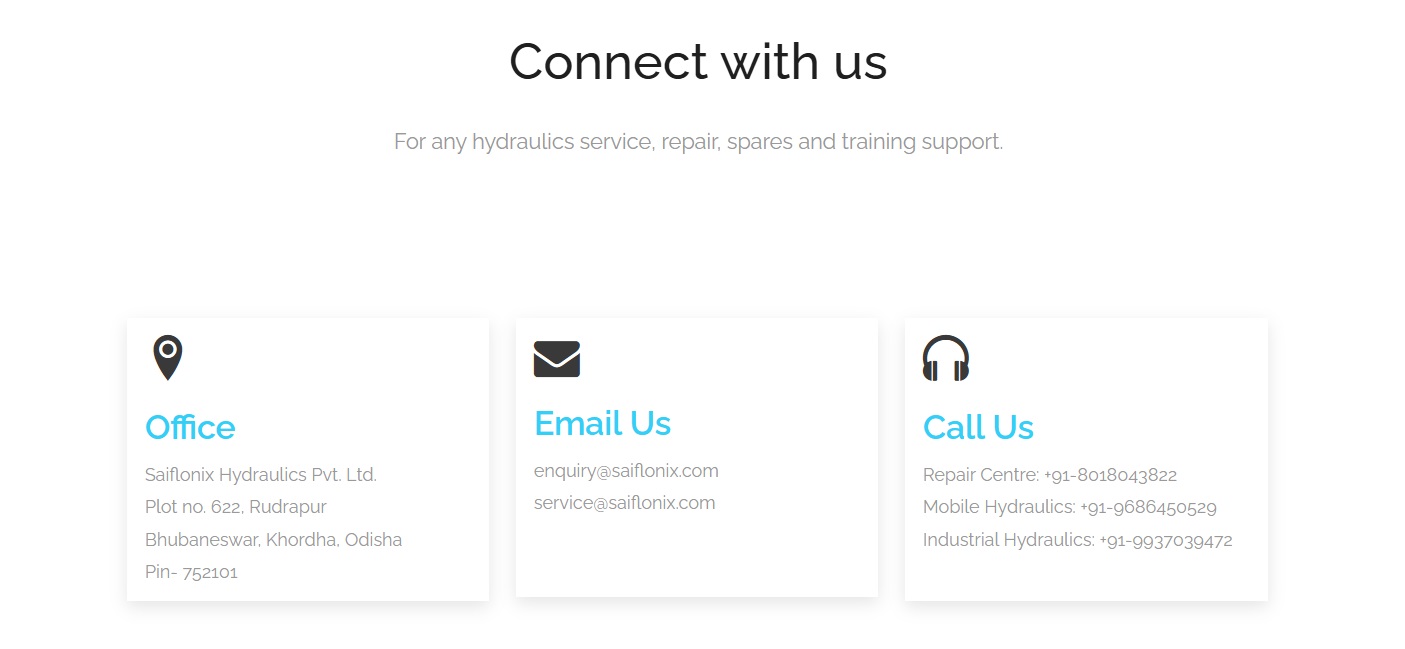 Connect with us
For any hydraulics service, repair, spares and training support.
Office
Saiflonix Hydraulics Pvt. Ltd.
Plot no. 622, Rudrapur
Bhubaneswar, Khordha, Odisha
Pin- 752101
Email Us
enquiry@saiflonix.com
service@saiflonix.com
Call Us
Repair Centre: +91-8018043822
Mobile Hydraulics: +91-9686450529
Industrial Hydraulics: +91-9937039472